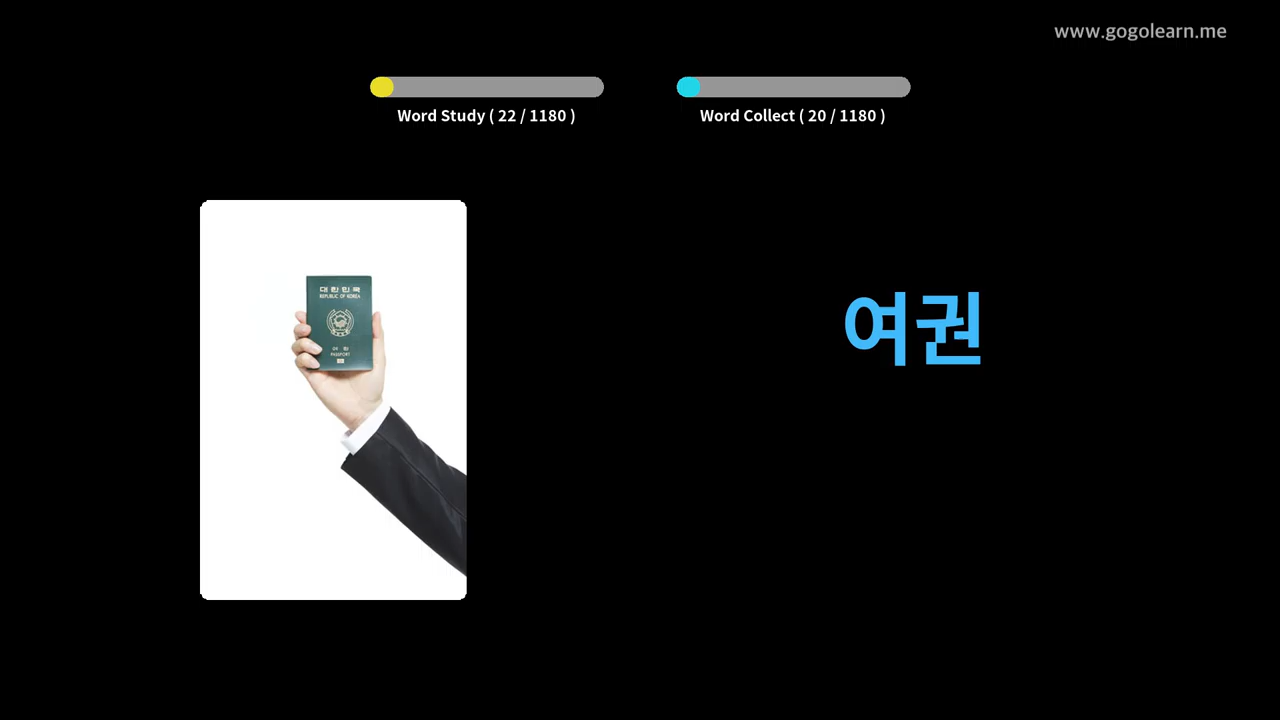 www.gogolearn.me
Word Study ( 22 / 1180 )
Word Collect ( 20 / 1180 )
대한민국
REPUBLIC OF KOREA
여권
PASSPORT
여권